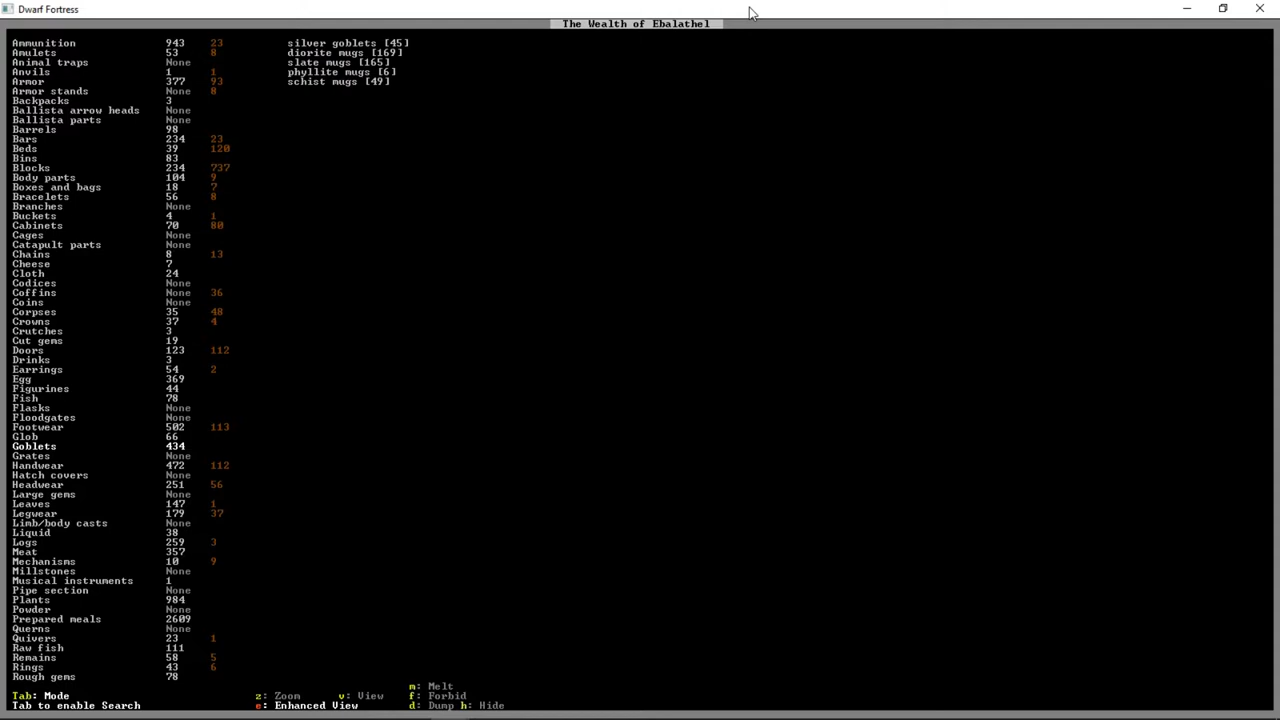 Dwarf Fortress
The Wealth of Ebalathel
Ammunition 943 23 silver goblets [45]
Amulets 53 8 diorite mugs [169]
Animal traps None slate mugs [165]
Anvils 1 1 phyllite mugs [6]
Armor 377 93 schist mugs [49]
Armor stands None 8
Backpacks 3
Ballista arrow heads None
Ballista parts None
Barrels 98
Bars 234 23
Beds 39 120
Bins 83
Blocks 234 737
Body parts 104 9
Boxes and bags 18 7
Bracelets 56 8
Branches None
Buckets 4 1
Cabinets 70 80
Cages None
Catapult parts None
Chains 8 13
Cheese 7
Cloth 24
Codices None
Coffins None 36
Coins None
Corpses 35 48
Crowns 37 4
Crutches 3
Cut gems 19
Doors 123 112
Drinks 3
Earrings 54 2
Egg 369
Figurines 44
Fish 78
Flasks None
Floodgates None
Footwear 502 113
Glob 66
Goblets 434
Grates None
Handwear 472 112
Hatch covers None
Headwear 251 56
Large gems None
Leaves 147 1
Legwear 179 37
Limb/body casts None
Liquid 38
Logs 259 3
Meat 357
Mechanisms 10 9
Millstones None
Musical instruments 1
Pipe section None
Plants 984
Powder None
Prepared meals 2609
Querns None
Quivers 23 1
Raw fish 111
Remains 58 5
Rings 43 6
Rough gems 78
m: Melt
Tab: Mode z: Zoom v: View f: Forbid
Tab to enable Search e: Enhanced View d: Dump h: Hide